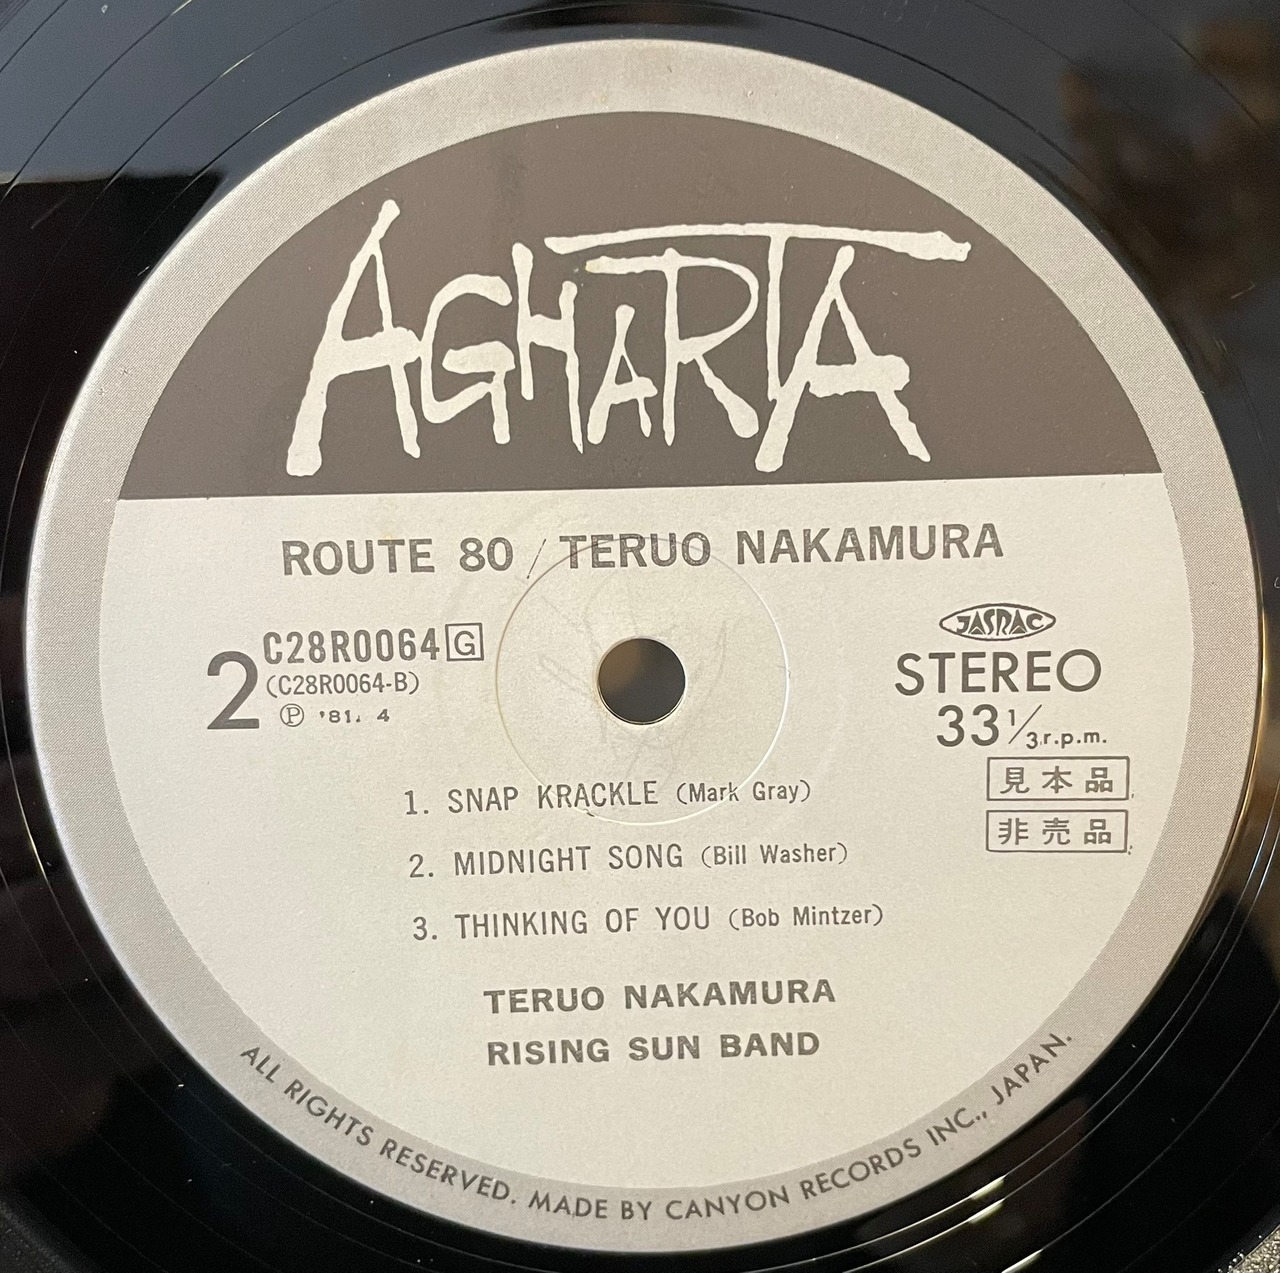 AGHARTA
ROUTE 80 / TERUO NAKAMURA
2
C28R0064 G
(C28R0064-B)
Ⓟ '81. 4
JASRAC
STEREO
33 1/3 r.p.m.
見本品
非売品
1. SNAP KRACKLE (Mark Gray)
2. MIDNIGHT SONG (Bill Washer)
3. THINKING OF YOU (Bob Mintzer)
TERUO NAKAMURA
RISING SUN BAND
ALL RIGHTS RESERVED. MADE BY CANYON RECORDS INC., JAPAN.